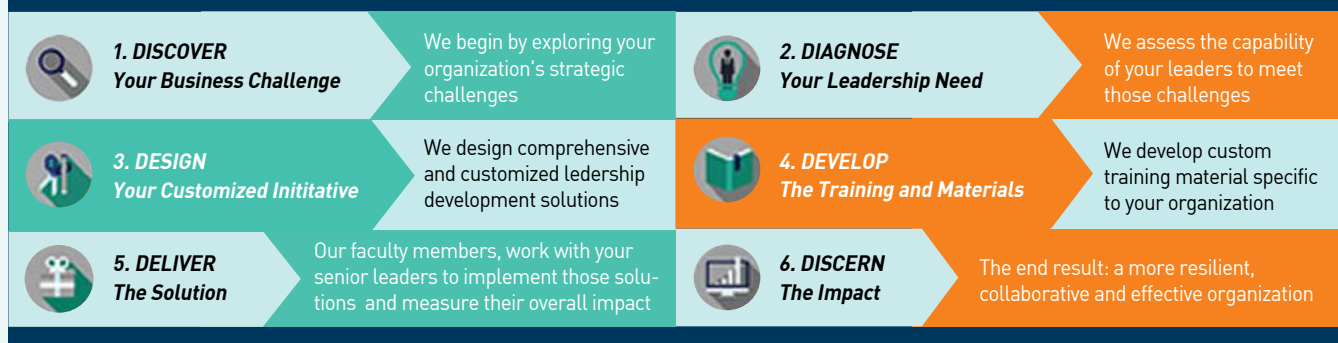 1. DISCOVER
Your Business Challenge
We begin by exploring your
organization's strategic
challenges
2. DIAGNOSE
Your Leadership Need
We assess the capability
of your leaders to meet
those challenges
3. DESIGN
Your Customized Inititative
We design comprehensive
and customized ledership
development solutions
4. DEVELOP
The Training and Materials
We develop custom
training material specific
to your organization
5. DELIVER
The Solution
Our faculty members, work with your
senior leaders to implement those solu-
tions and measure their overall impact
6. DISCERN
The Impact
The end result: a more resilient,
collaborative and effective organization